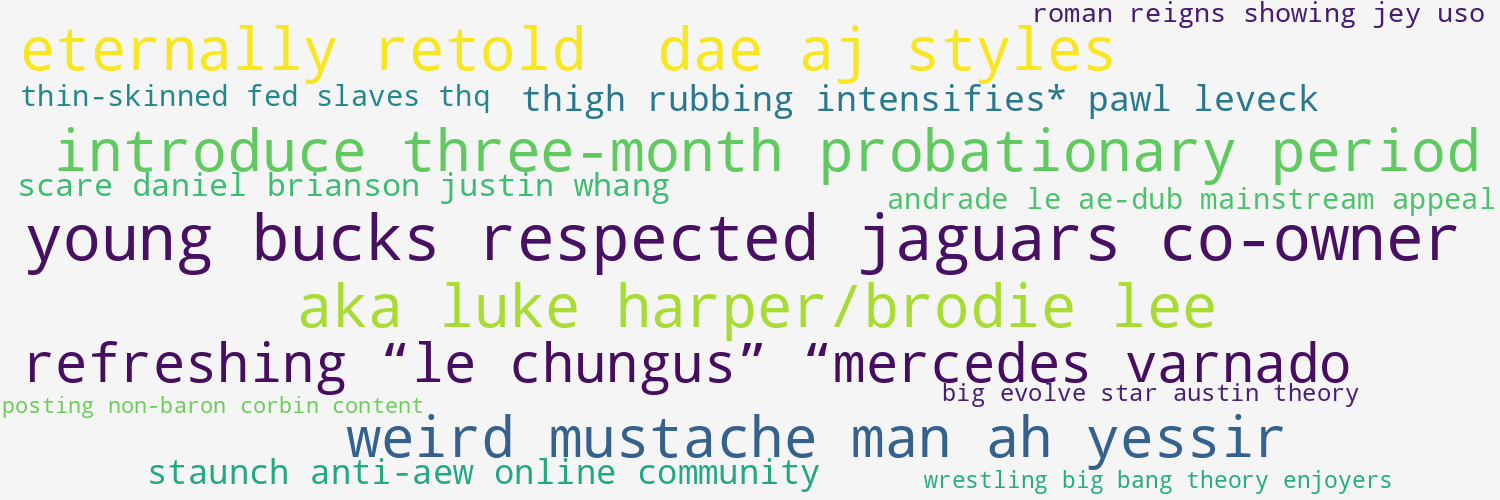 roman reigns showing jey uso
eternally retold dae aj styles
thin-skinned fed slaves thq
thigh rubbing intensifies* pawl leveck
introduce three-month probationary period
scare daniel brianson justin whang
andrade le ae-dub mainstream appeal
young bucks respected jaguars co-owner
aka luke harper/brodie lee
refreshing “le chungus” “mercedes varnado
big evolve star austin theory
posting non-baron corbin content
weird mustache man ah yessir
staunch anti-aew online community
wrestling big bang theory enjoyers